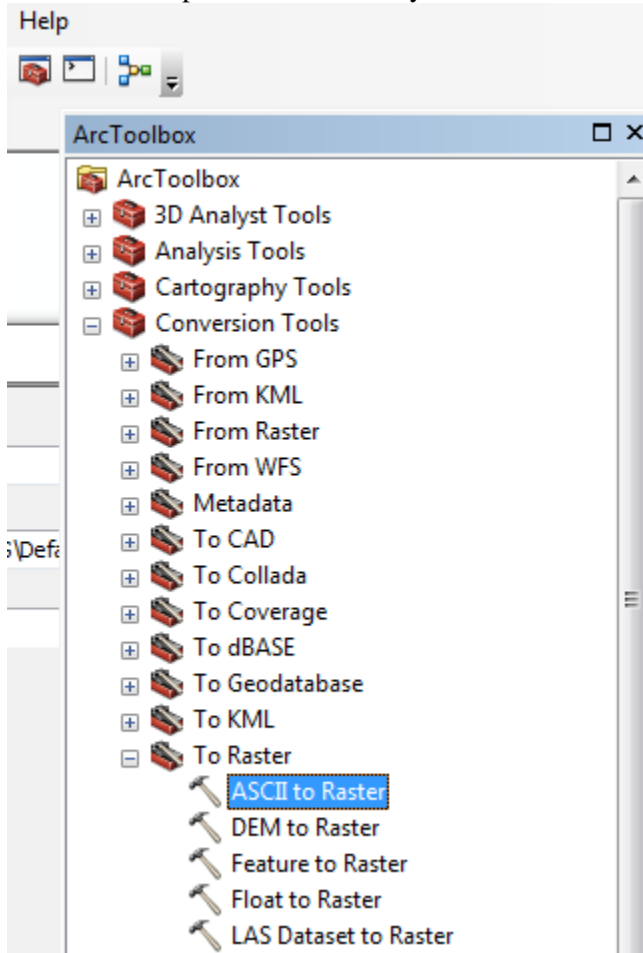 Help
ArcToolbox
ArcToolbox
3D Analyst Tools
Analysis Tools
Cartography Tools
Conversion Tools
From GPS
From KML
From Raster
From WFS
Metadata
To CAD
To Collada
To Coverage
To dBASE
To Geodatabase
To KML
To Raster
ASCII to Raster
DEM to Raster
Feature to Raster
Float to Raster
LAS Dataset to Raster